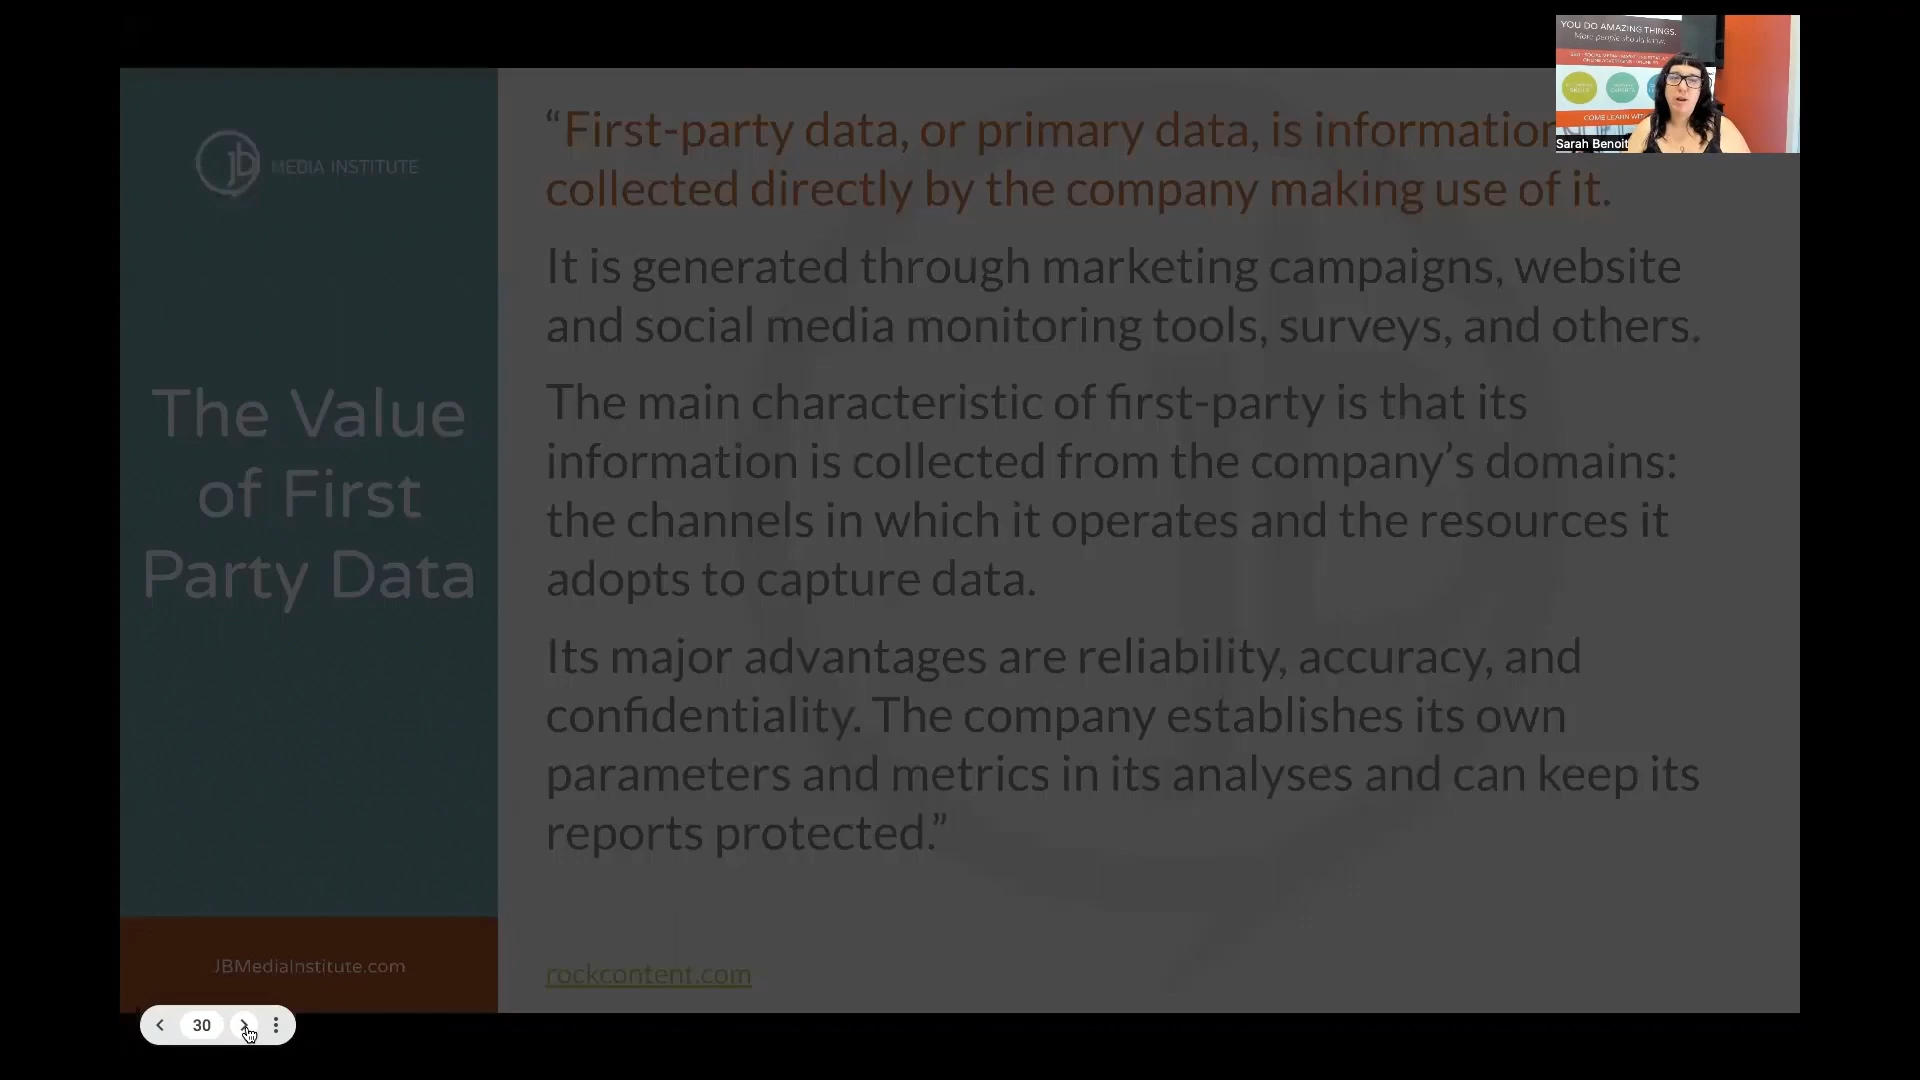 YOU DO AMAZING THINGS.
More people should know.
COME LEARN WITH
Sarah Benoit
jb MEDIA INSTITUTE
The Value
of First
Party Data
JBMediaInstitute.com
“First-party data, or primary data, is information
collected directly by the company making use of it.
It is generated through marketing campaigns, website
and social media monitoring tools, surveys, and others.
The main characteristic of first-party is that its
information is collected from the company’s domains:
the channels in which it operates and the resources it
adopts to capture data.
Its major advantages are reliability, accuracy, and
confidentiality. The company establishes its own
parameters and metrics in its analyses and can keep its
reports protected.”
rockcontent.com
30